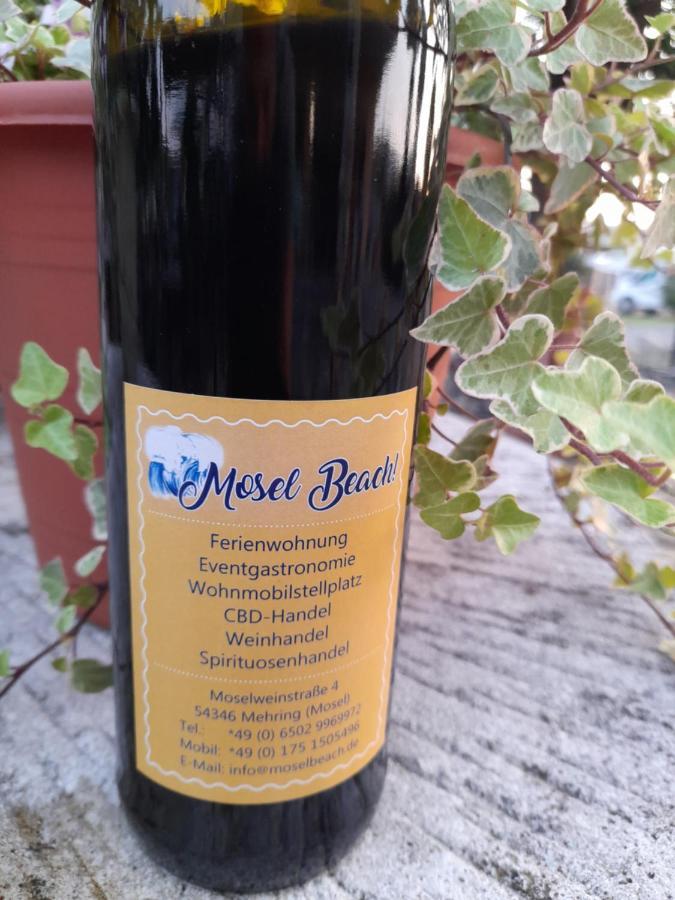 Mosel Beach!
Ferienwohnung
Eventgastronomie
Wohnmobilstellplatz
CBD-Handel
Weinhandel
Spirituosenhandel
Moselweinstraße 4
54346 Mehring (Mosel)
Tel.: *49 (0) 6502 9969972
Mobil: *49 (0) 175 1505496
E-Mail: info@moselbeach.de